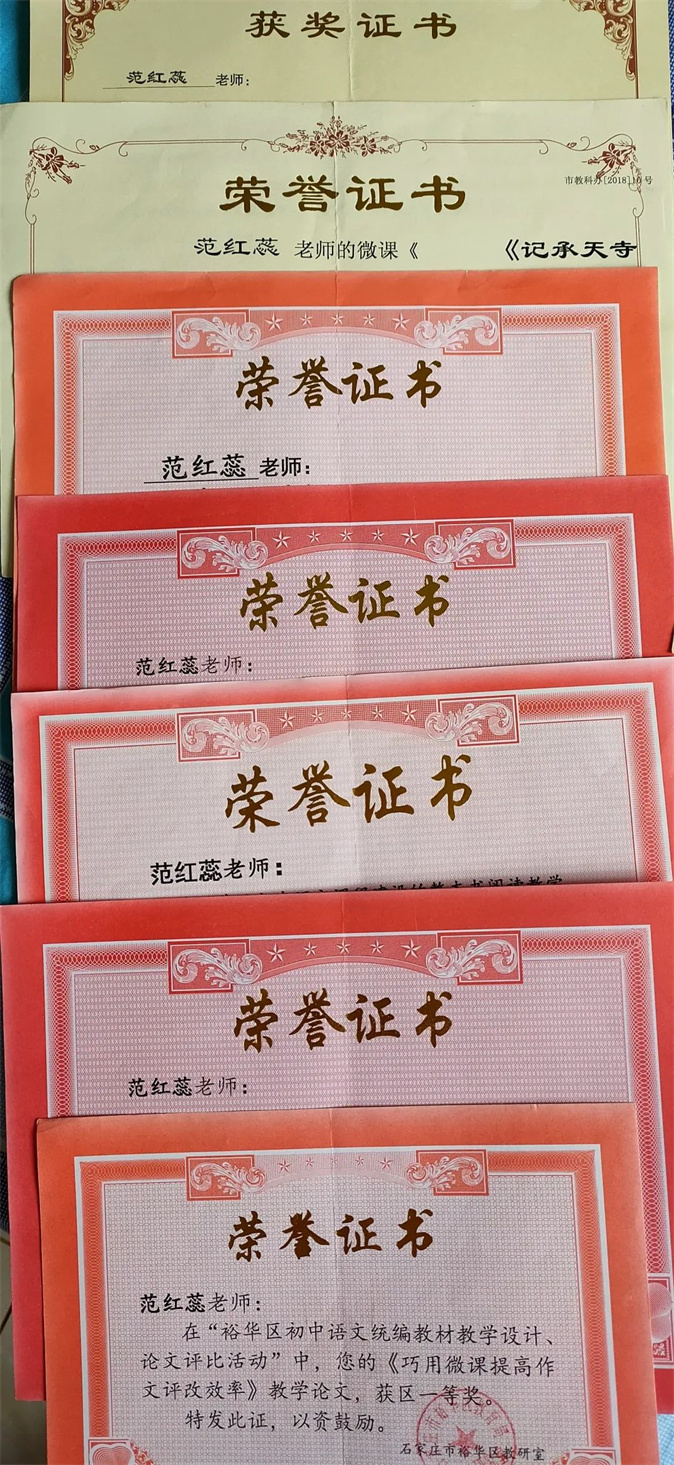 获奖证书
范红蕊 老师：
荣誉证书
市教科办[2018]10号
范红蕊 老师的微课《 《记承天寺
荣誉证书
范红蕊 老师：
荣誉证书
范红蕊老师：
荣誉证书
范红蕊老师：
荣誉证书
范红蕊老师：
荣誉证书
范红蕊老师：
在“裕华区初中语文统编教材教学设计、
论文评比活动”中，您的《巧用微课提高作
文评改效率》教学论文，获区一等奖。
特发此证，以资鼓励。
石家庄市裕华区教研室